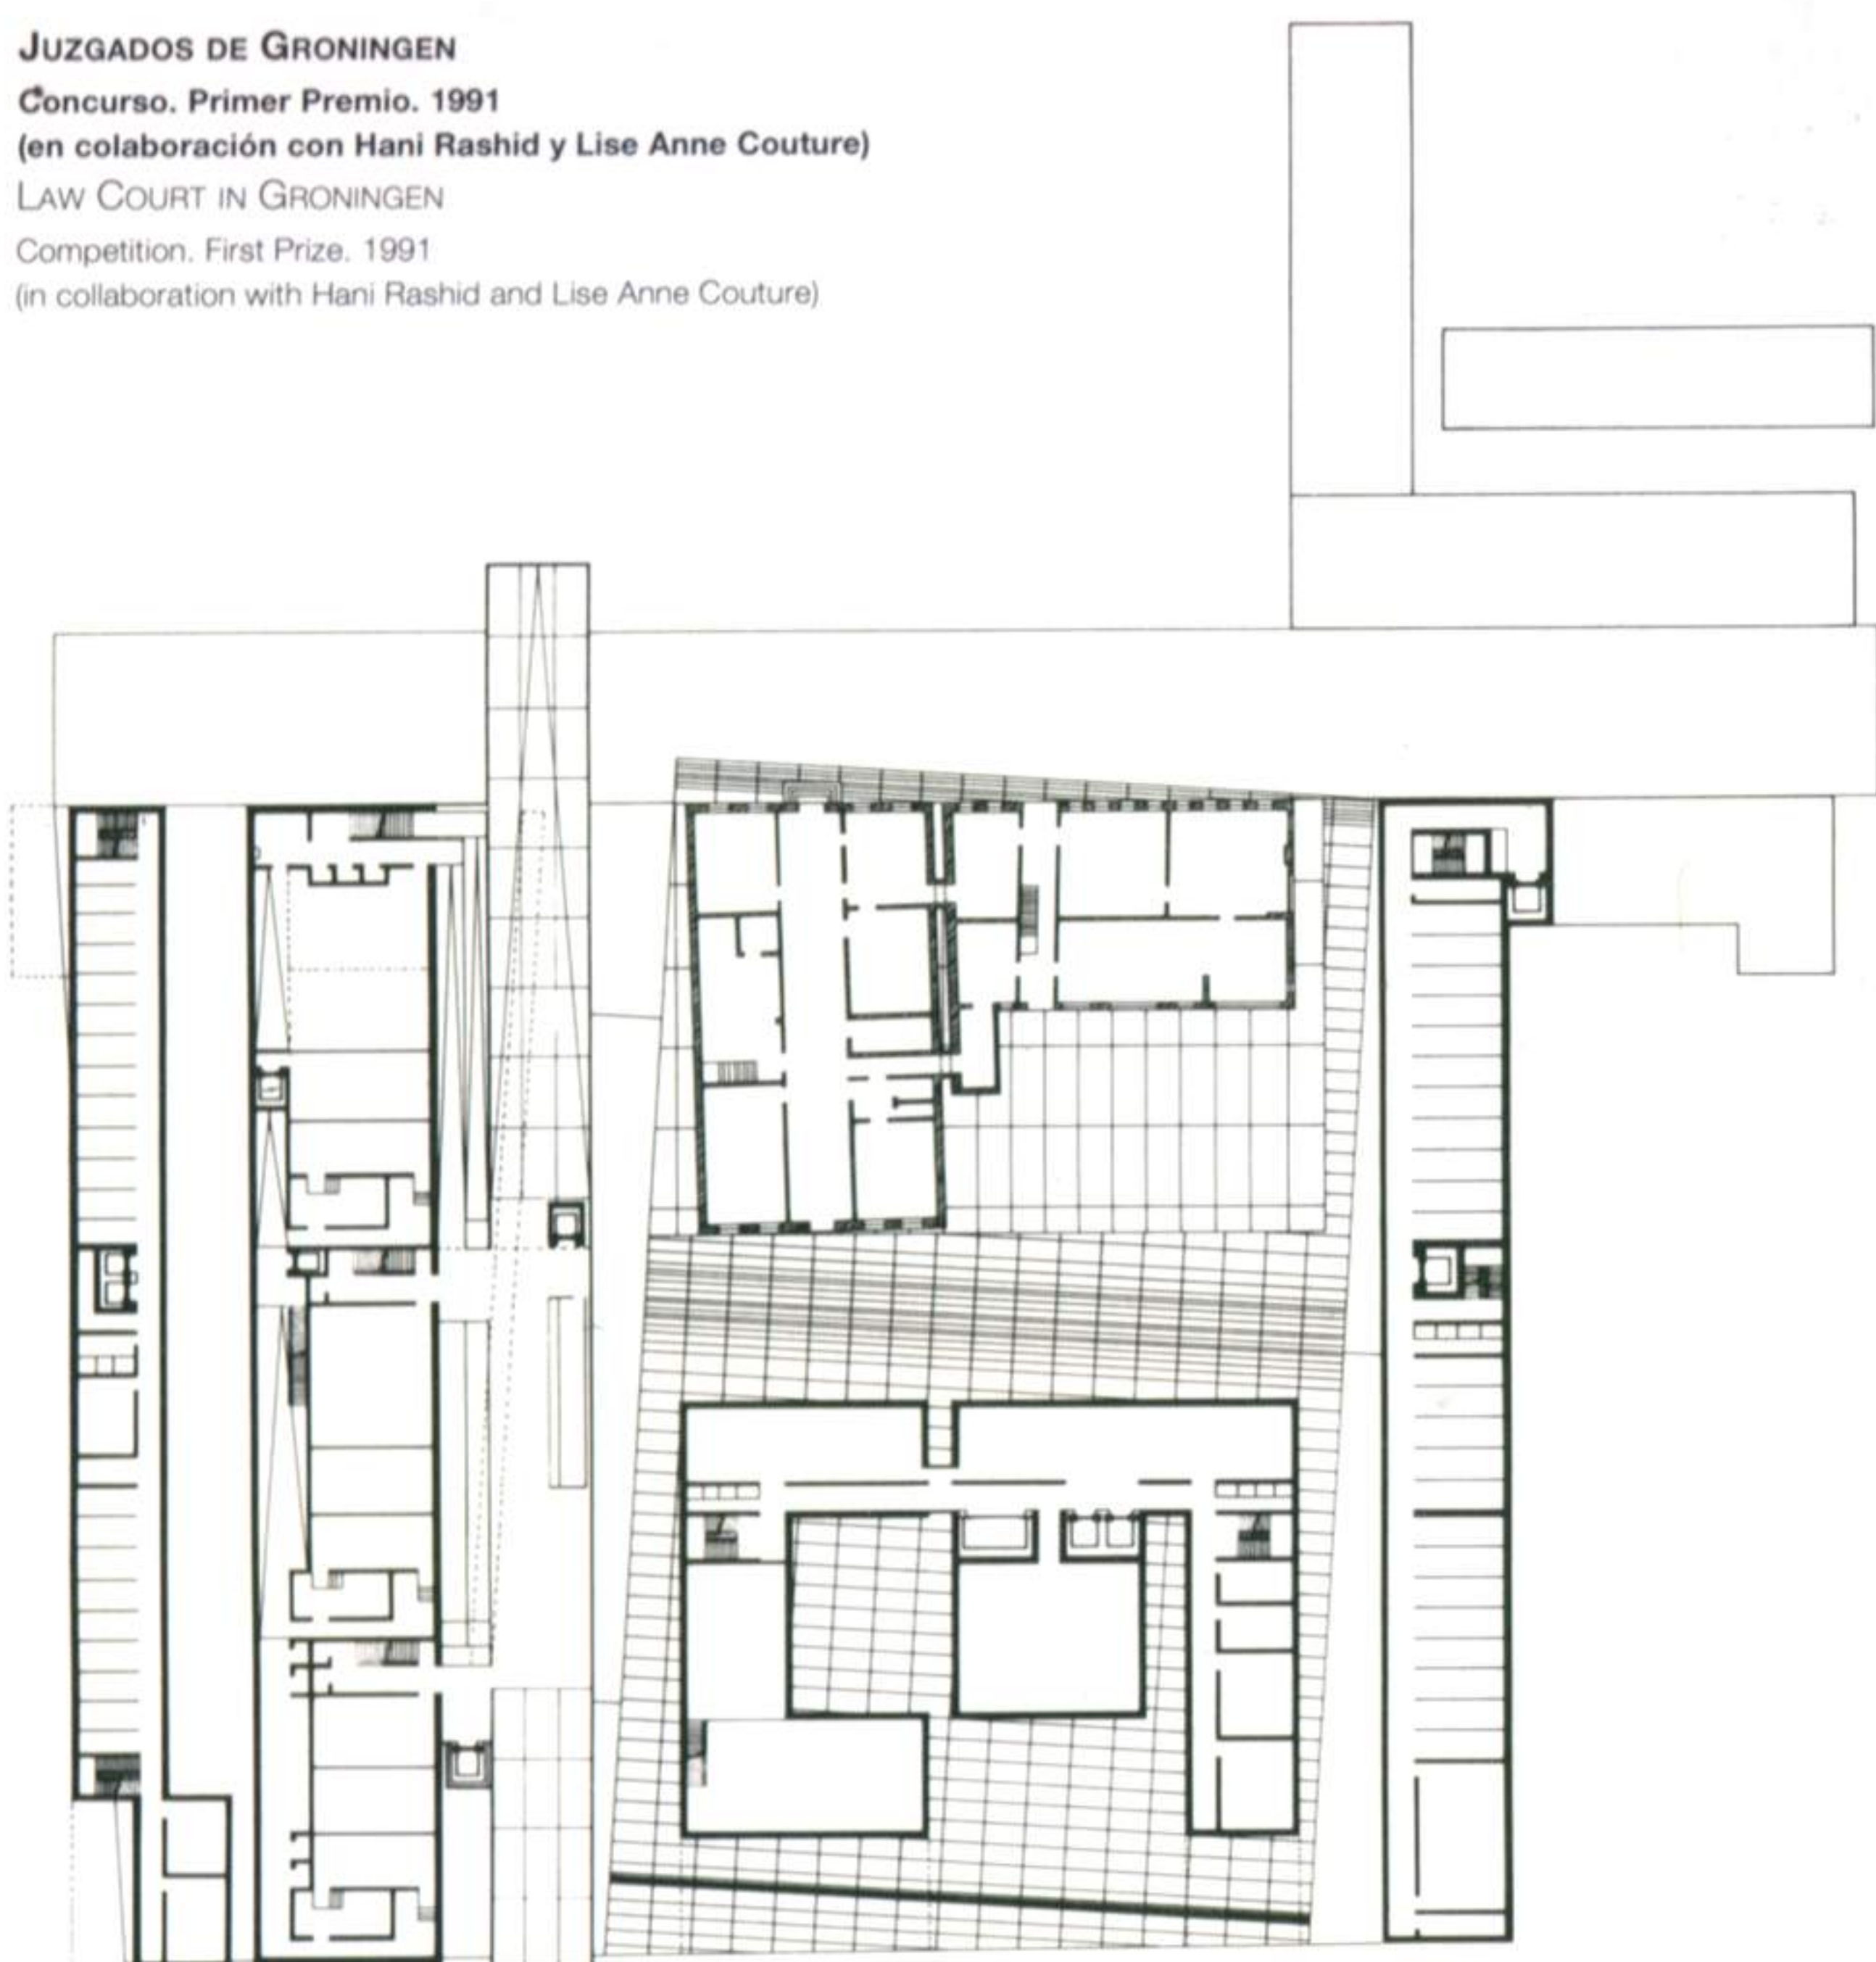 JUZGADOS DE GRONINGEN
Concurso. Primer Premio. 1991
(en colaboración con Hani Rashid y Lise Anne Couture)
LAW COURT IN GRONINGEN
Competition. First Prize. 1991
(in collaboration with Hani Rashid and Lise Anne Couture)